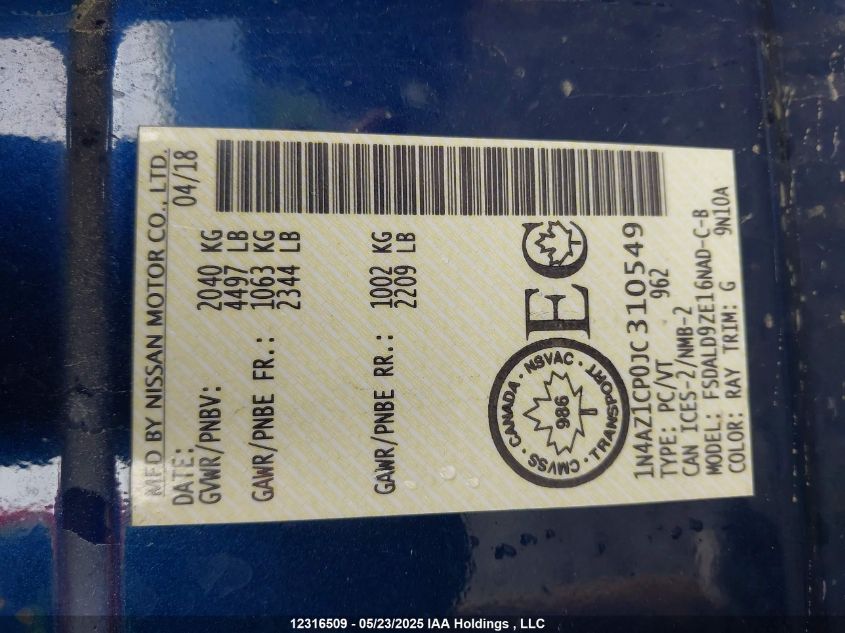 MFD BY NISSAN MOTOR CO., LTD.
DATE: 04/18
GVWR/PNBV: 2040 KG
4497 LB
GAWR/PNBE FR.: 1063 KG
2344 LB
GAWR/PNBE RR.: 1002 KG
2209 LB
CANADA · NSVAC · TRANSPORT · CMVSS ·
986
EC
1N4AZ1CP0JC310549
TYPE: PC/VT 962
CAN ICES-2/NMB-2
MODEL: FSDALD9ZE16NAD-C-B
COLOR: RAY TRIM: G 9N10A
12316509 - 05/23/2025 IAA Holdings , LLC